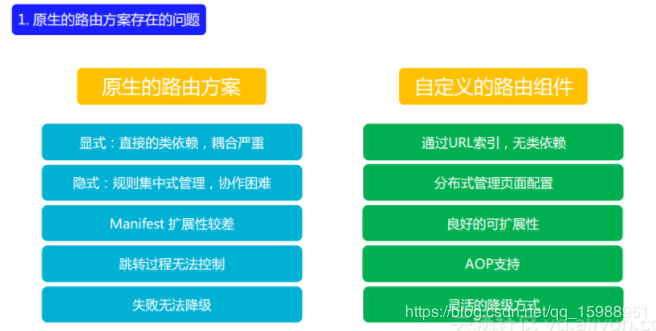 1. 原生的路由方案存在的问题
原生的路由方案
自定义的路由组件
显式：直接的类依赖，耦合严重
通过URL索引，无类依赖
隐式：规则集中式管理，协作困难
分布式管理页面配置
Manifest 扩展性较差
良好的可扩展性
跳转过程无法控制
AOP支持
失败无法降级
灵活的降级方式
https://blog.csdn.net/qq_15988951
yq.aliyun.co